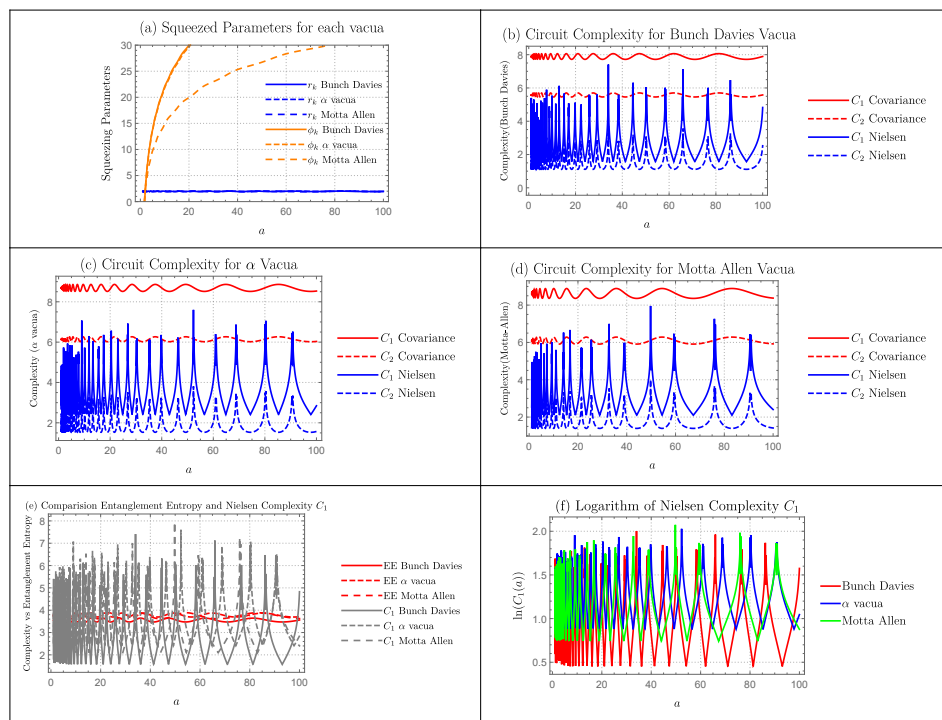 (a) Squeezed Parameters for each vacua
Squeezing Parameters
30
25
20
15
10
5
0
0 20 40 60 80 100
a
r_k Bunch Davies
r_k α vacua
r_k Motta Allen
ϕ_k Bunch Davies
ϕ_k α vacua
ϕ_k Motta Allen
(b) Circuit Complexity for Bunch Davies Vacua
Complexity(Bunch Davies)
8
6
4
2
0
0 20 40 60 80 100
a
C_1 Covariance
C_2 Covariance
C_1 Nielsen
C_2 Nielsen
(c) Circuit Complexity for α Vacua
Complexity (α vacua)
8
6
4
2
0 20 40 60 80 100
a
C_1 Covariance
C_2 Covariance
C_1 Nielsen
C_2 Nielsen
(d) Circuit Complexity for Motta Allen Vacua
Complexity(Motta-Allen)
8
6
4
2
0 20 40 60 80 100
a
C_1 Covariance
C_2 Covariance
C_1 Nielsen
C_2 Nielsen
(e) Comparision Entanglement Entropy and Nielsen Complexity C_1
Complexity vs Entanglement Entropy
8
7
6
5
4
3
2
0 20 40 60 80 100
a
EE Bunch Davies
EE α vacua
EE Motta Allen
C_1 Bunch Davies
C_1 α vacua
C_1 Motta Allen
(f) Logarithm of Nielsen Complexity C_1
ln(C_1(a))
2.0
1.5
1.0
0.5
0 20 40 60 80 100
a
Bunch Davies
α vacua
Motta Allen